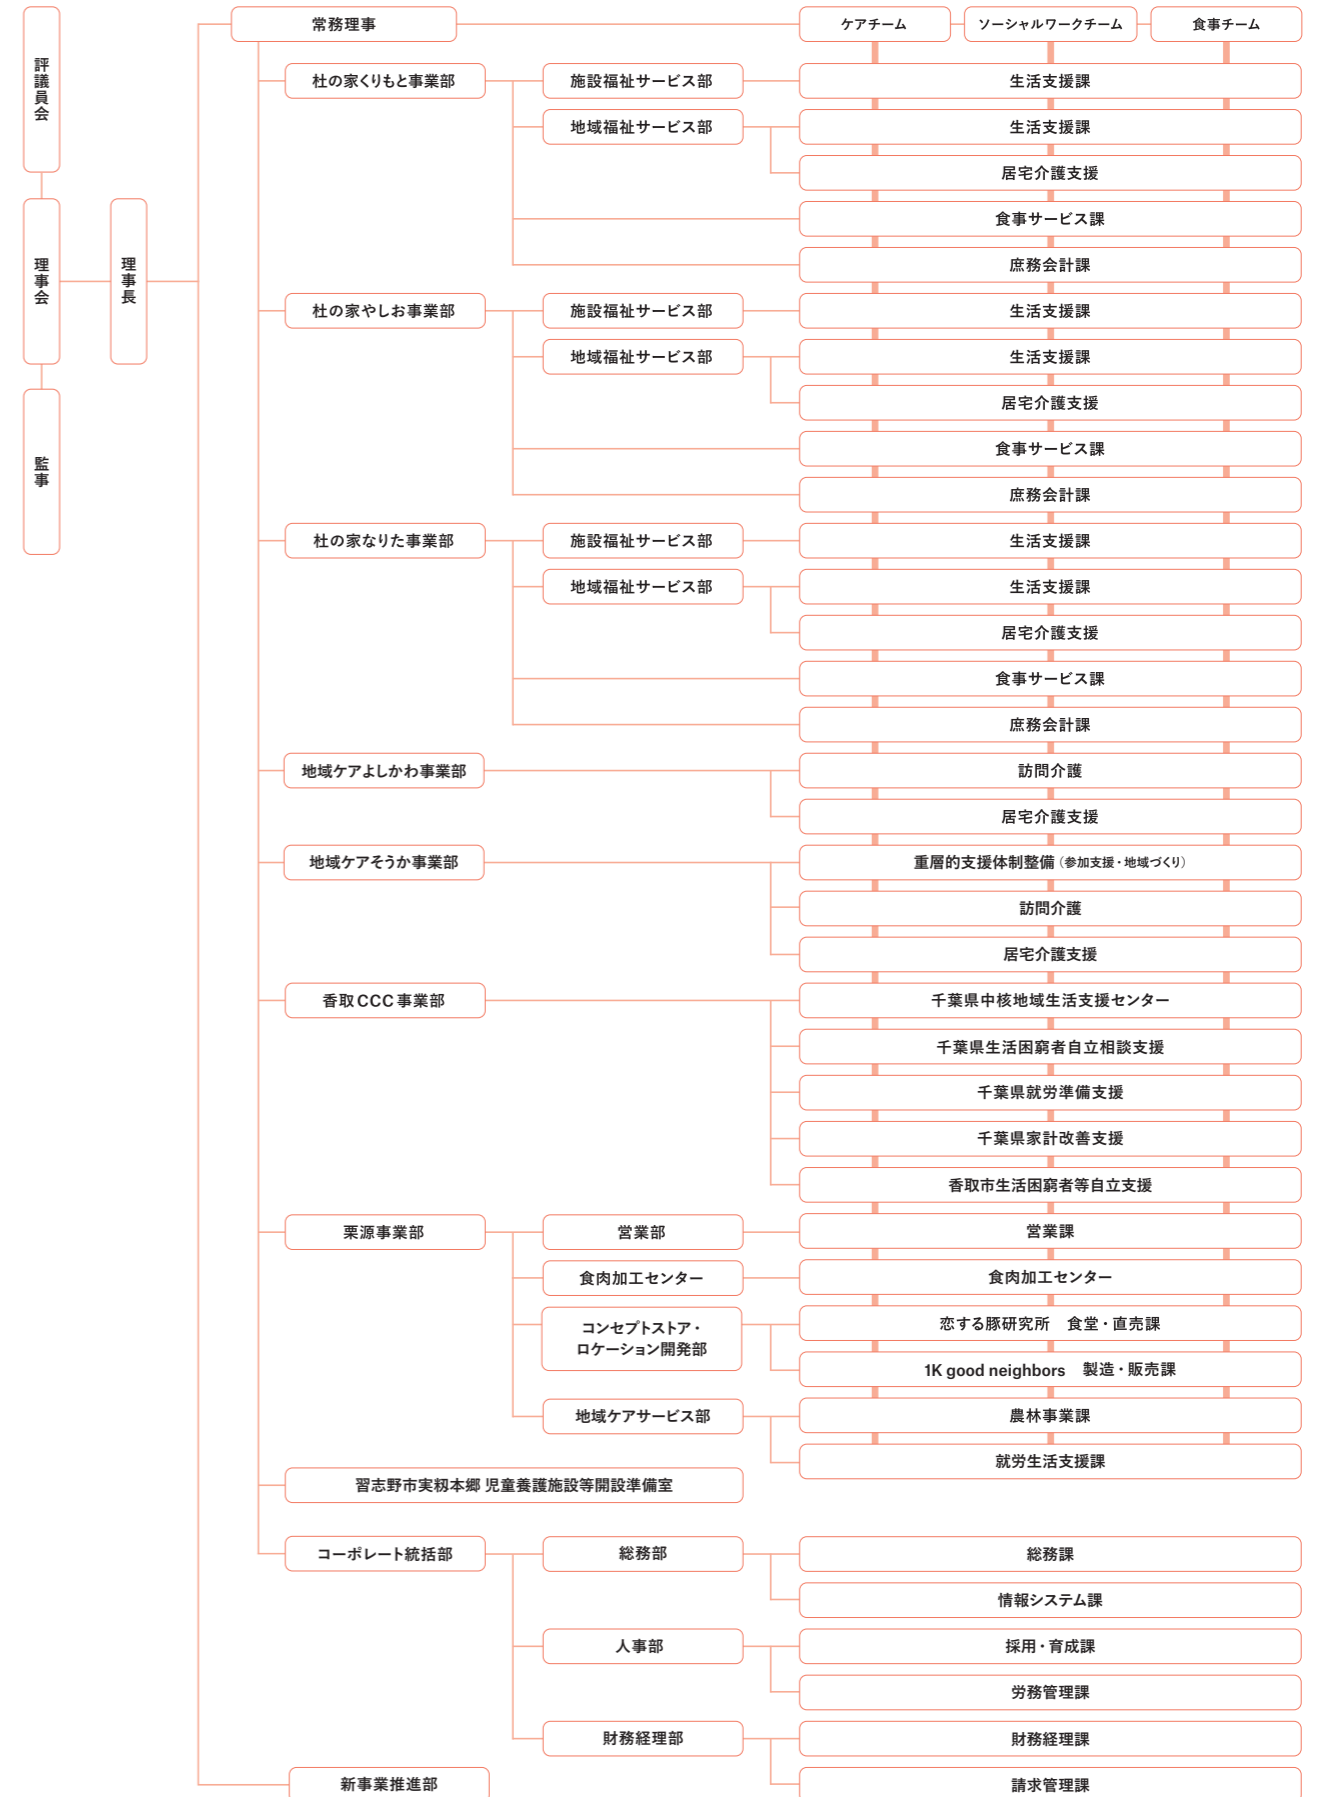 評議員会
理事会
監事
理事長
常務理事
ケアチーム
ソーシャルワークチーム
食事チーム
杜の家くりもと事業部
施設福祉サービス部
生活支援課
地域福祉サービス部
生活支援課
居宅介護支援
食事サービス課
庶務会計課
杜の家やしお事業部
施設福祉サービス部
生活支援課
地域福祉サービス部
生活支援課
居宅介護支援
食事サービス課
庶務会計課
杜の家なりた事業部
施設福祉サービス部
生活支援課
地域福祉サービス部
生活支援課
居宅介護支援
食事サービス課
庶務会計課
地域ケアよしかわ事業部
訪問介護
居宅介護支援
地域ケアそうか事業部
重層的支援体制整備（参加支援・地域づくり）
訪問介護
居宅介護支援
香取CCC事業部
千葉県中核地域生活支援センター
千葉県生活困窮者自立相談支援
千葉県就労準備支援
千葉県家計改善支援
香取市生活困窮者等自立支援
栗源事業部
営業部
営業課
食肉加工センター
食肉加工センター
コンセプトストア・
ロケーション開発部
恋する豚研究所　食堂・直売課
1K good neighbors　製造・販売課
地域ケアサービス部
農林事業課
就労生活支援課
習志野市実籾本郷 児童養護施設等開設準備室
コーポレート統括部
総務部
総務課
情報システム課
人事部
採用・育成課
労務管理課
財務経理部
財務経理課
請求管理課
新事業推進部